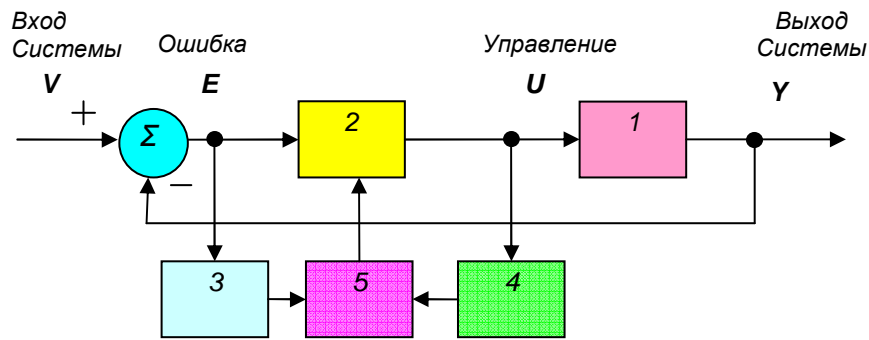 Вход
Системы
V
Ошибка
E
Управление
U
Выход
Системы
Y
+
Σ
−
2
1
3
5
4